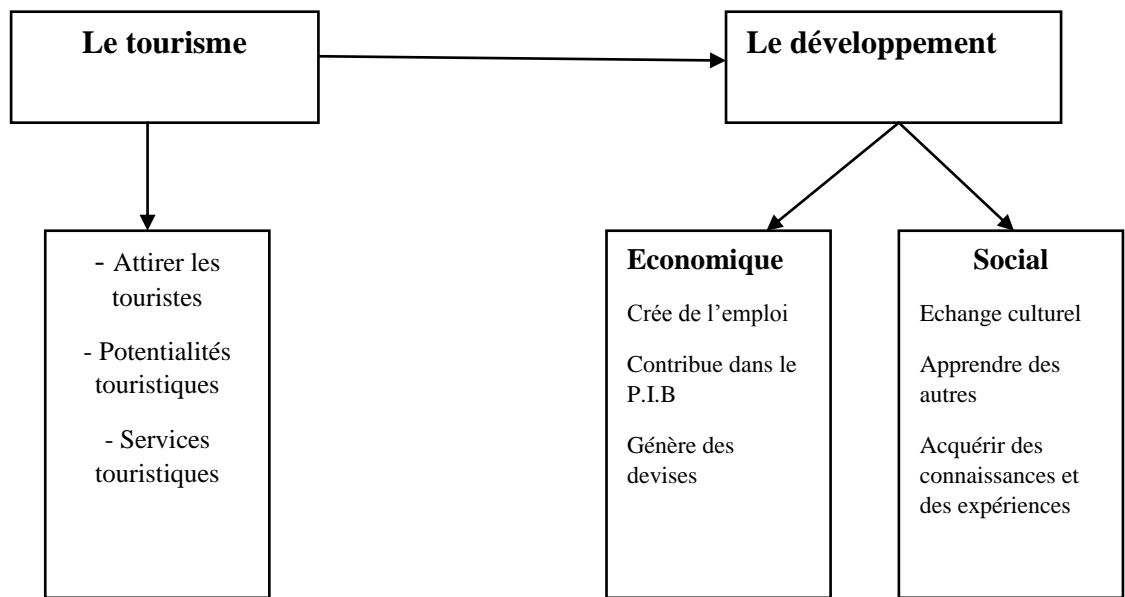 Le tourisme
Le développement
- Attirer les
touristes
- Potentialités
touristiques
- Services
touristiques
Economique
Crée de l’emploi
Contribue dans le
P.I.B
Génère des
devises
Social
Echange culturel
Apprendre des
autres
Acquérir des
connaissances et
des expériences